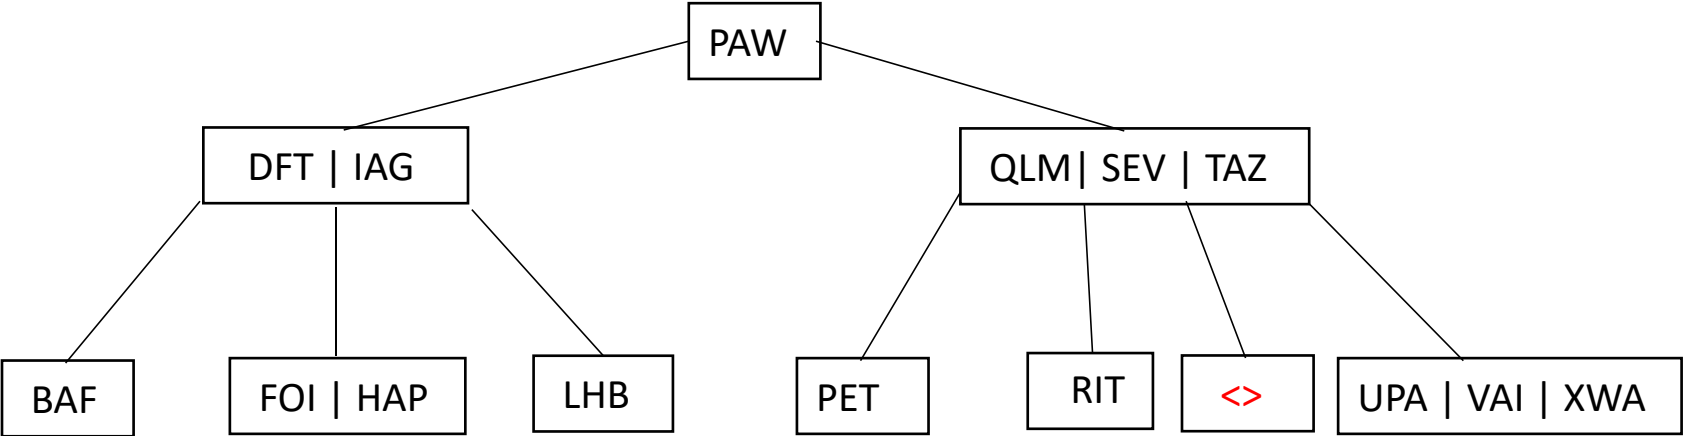 PAW
DFT | IAG
QLM| SEV | TAZ
BAF
FOI | HAP
LHB
PET
RIT
<>
UPA | VAI | XWA